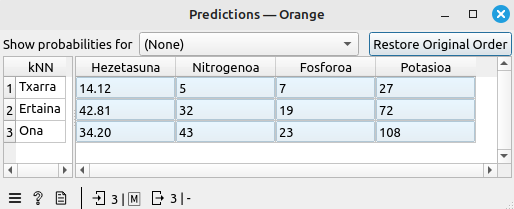 Predictions — Orange
Show probabilities for (None) Restore Original Order
kNN Hezetasuna Nitrogenoa Fosforoa Potasioa
1 Txarra 14.12 5 7 27
2 Ertaina 42.81 32 19 72
3 Ona 34.20 43 23 108
? 3 | M 3 | -